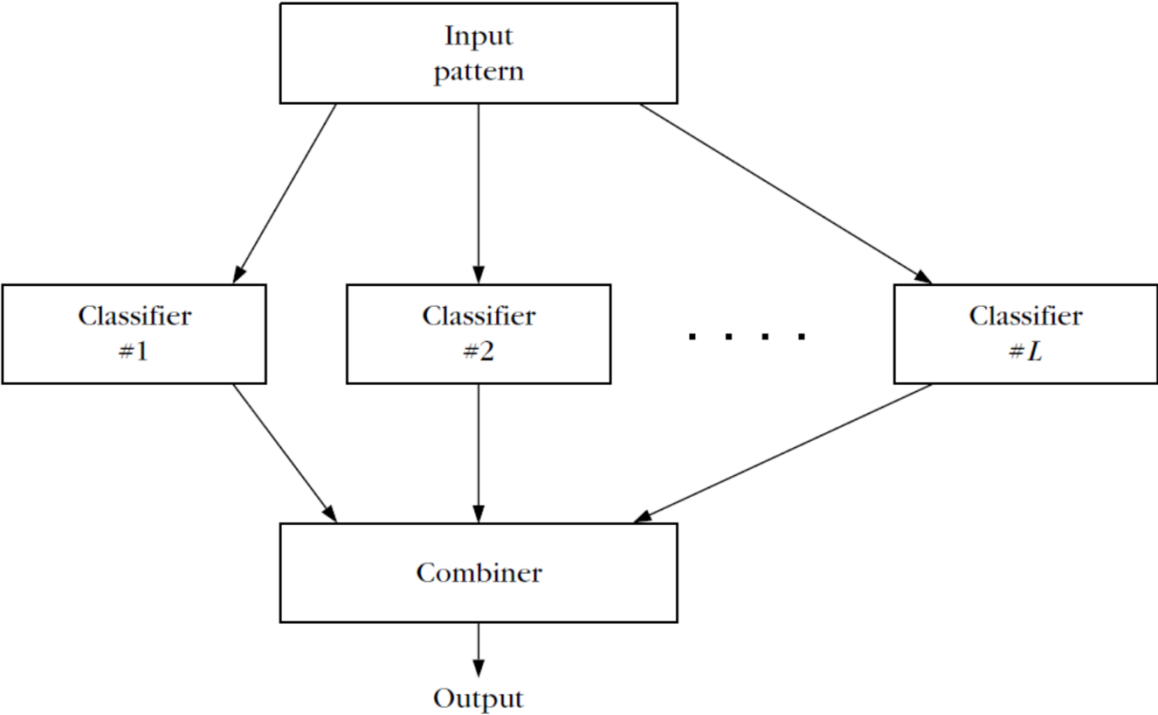 Input
pattern
Classifier
#1
Classifier
#2
. . . .
Classifier
#L
Combiner
Output